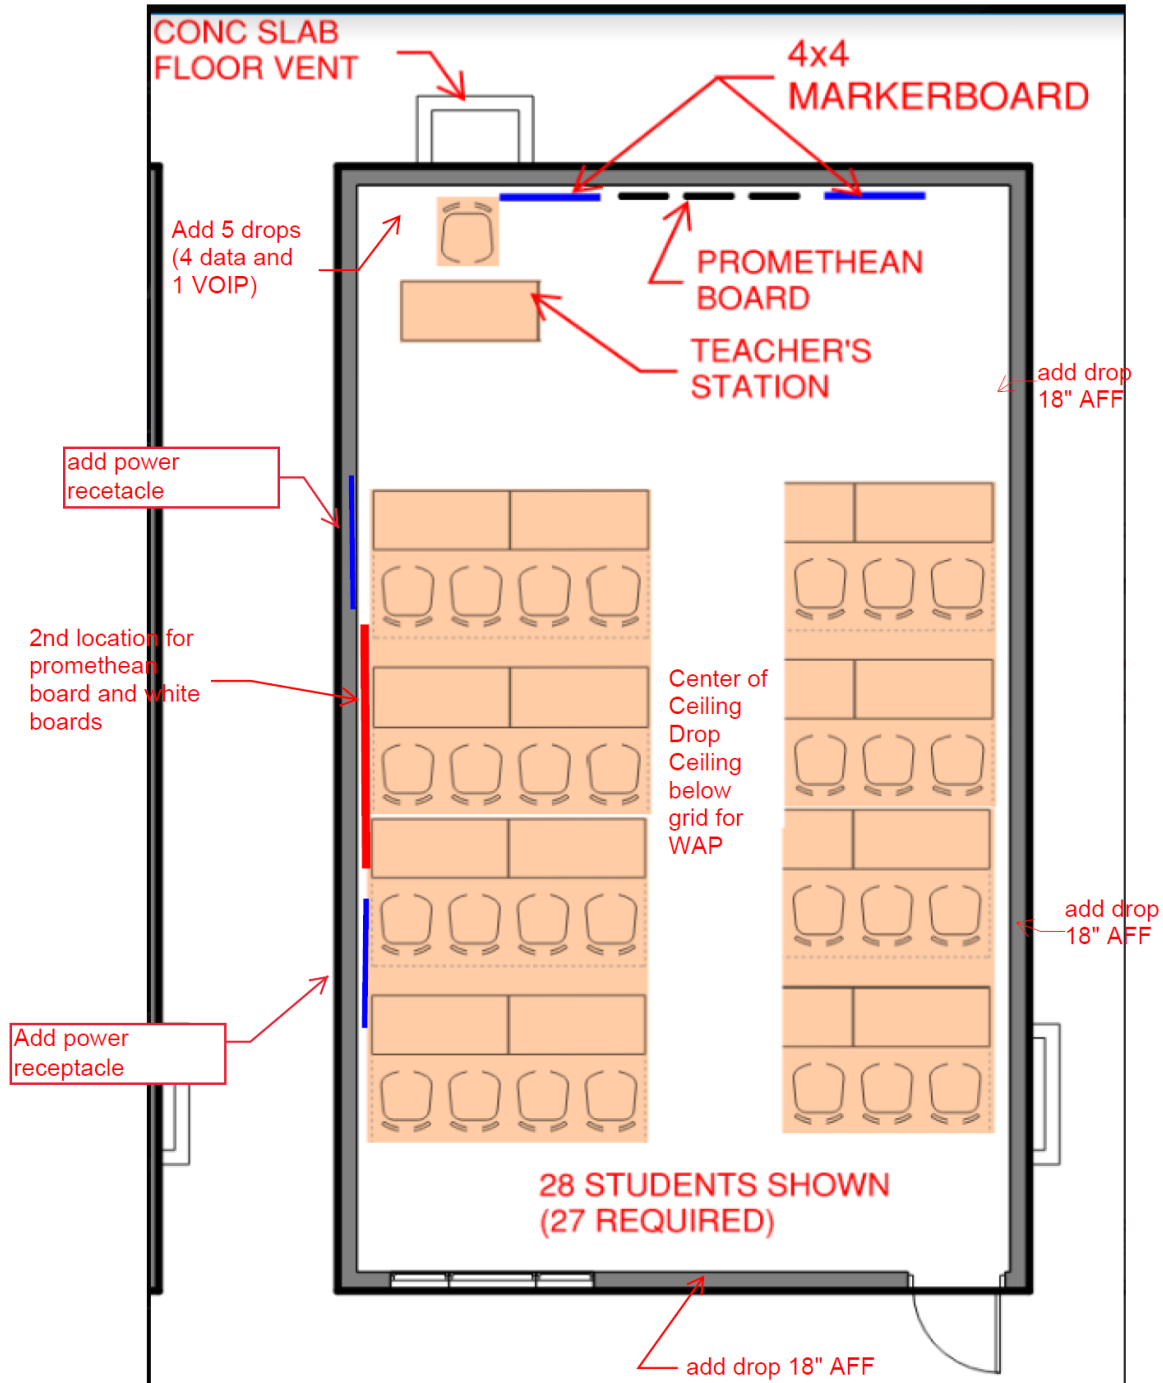 CONC SLAB
FLOOR VENT
4x4
MARKERBOARD
Add 5 drops
(4 data and
1 VOIP)
PROMETHEAN
BOARD
TEACHER'S
STATION
add drop
18" AFF
add power
recetacle
2nd location for
promethean
board and white
boards
Center of
Ceiling
Drop
Ceiling
below
grid for
WAP
add drop
18" AFF
Add power
receptacle
28 STUDENTS SHOWN
(27 REQUIRED)
add drop 18" AFF